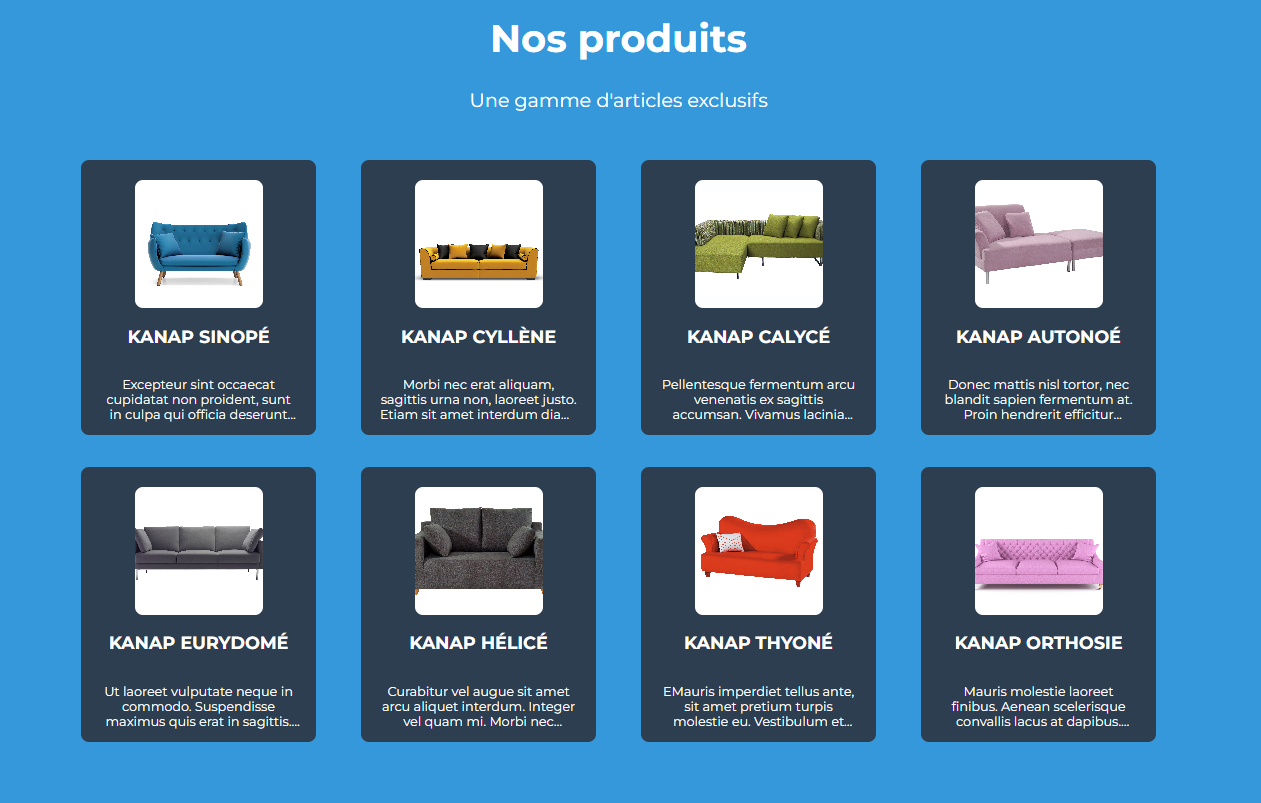 Nos produits
Une gamme d'articles exclusifs
KANAP SINOPÉ
Excepteur sint occaecat
cupidatat non proident, sunt
in culpa qui officia deserunt...
KANAP CYLLÈNE
Morbi nec erat aliquam,
sagittis urna non, laoreet justo.
Etiam sit amet interdum dia...
KANAP CALYCÉ
Pellentesque fermentum arcu
venenatis ex sagittis
accumsan. Vivamus lacinia...
KANAP AUTONOÉ
Donec mattis nisl tortor, nec
blandit sapien fermentum at.
Proin hendrerit efficitur...
KANAP EURYDOMÉ
Ut laoreet vulputate neque in
commodo. Suspendisse
maximus quis erat in sagittis....
KANAP HÉLICÉ
Curabitur vel augue sit amet
arcu aliquet interdum. Integer
vel quam mi. Morbi nec...
KANAP THYONÉ
EMauris imperdiet tellus ante,
sit amet pretium turpis
molestie eu. Vestibulum et...
KANAP ORTHOSIE
Mauris molestie laoreet
finibus. Aenean scelerisque
convallis lacus at dapibus....